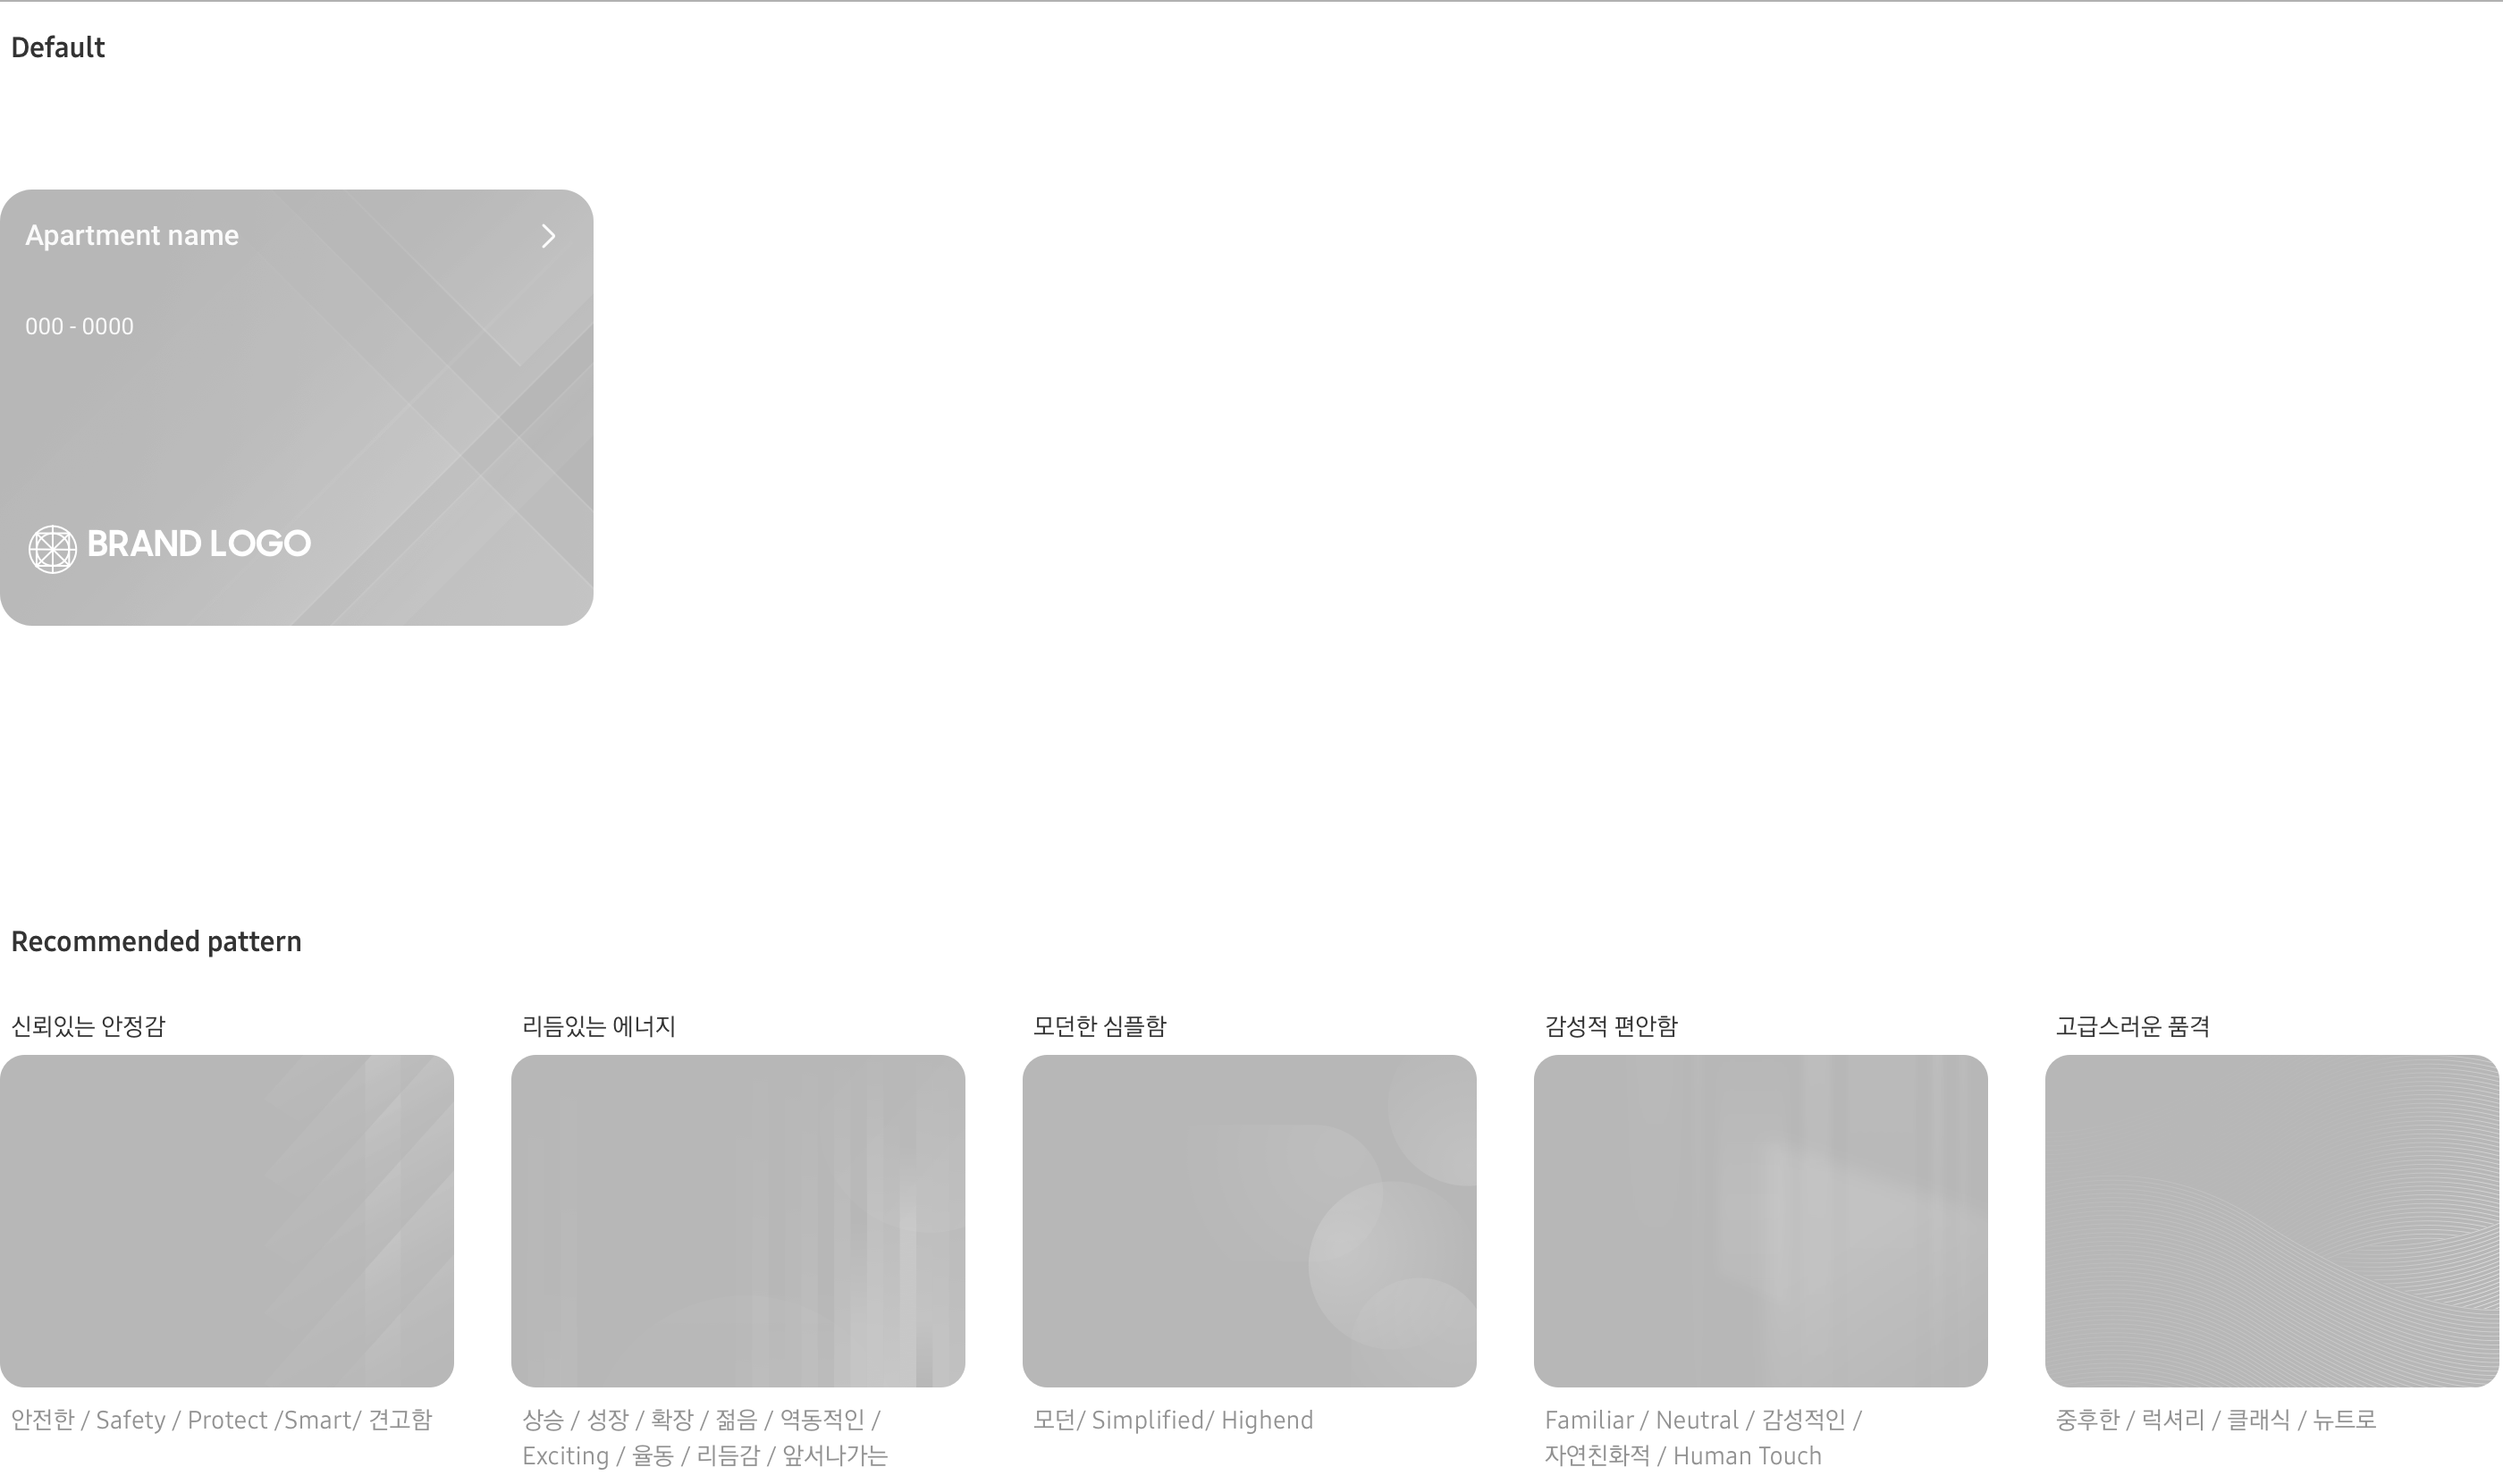 Default
Apartment name
000 - 0000
BRAND LOGO
Recommended pattern
신뢰있는 안정감
리듬있는 에너지
모던한 심플함
감성적 편안함
고급스러운 품격
안전한 / Safety / Protect /Smart/ 견고함
상승 / 성장 / 확장 / 젊음 / 역동적인 /
Exciting / 율동 / 리듬감 / 앞서나가는
모던/ Simplified/ Highend
Familiar / Neutral / 감성적인 /
자연친화적 / Human Touch
중후한 / 럭셔리 / 클래식 / 뉴트로